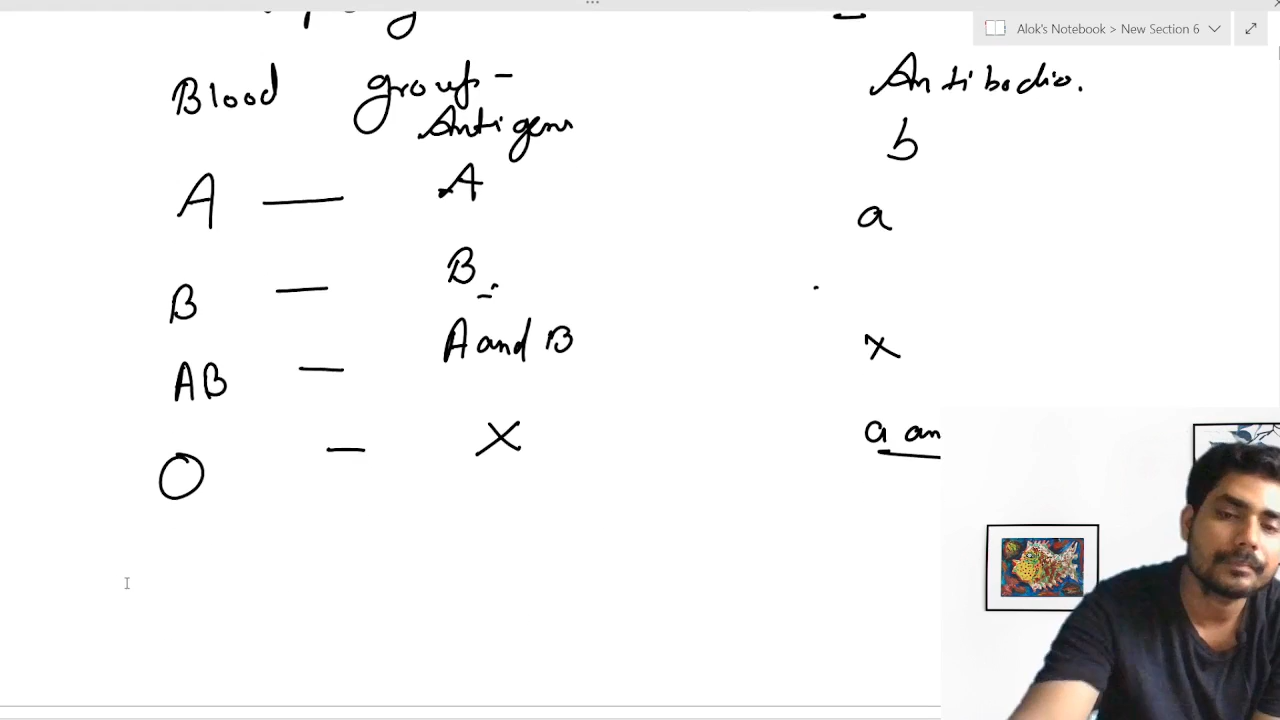 Alok's Notebook > New Section 6
Blood group - Antibodies.
Antigens
b
A — A
a
B — B
A and B x
AB —
O — X a an